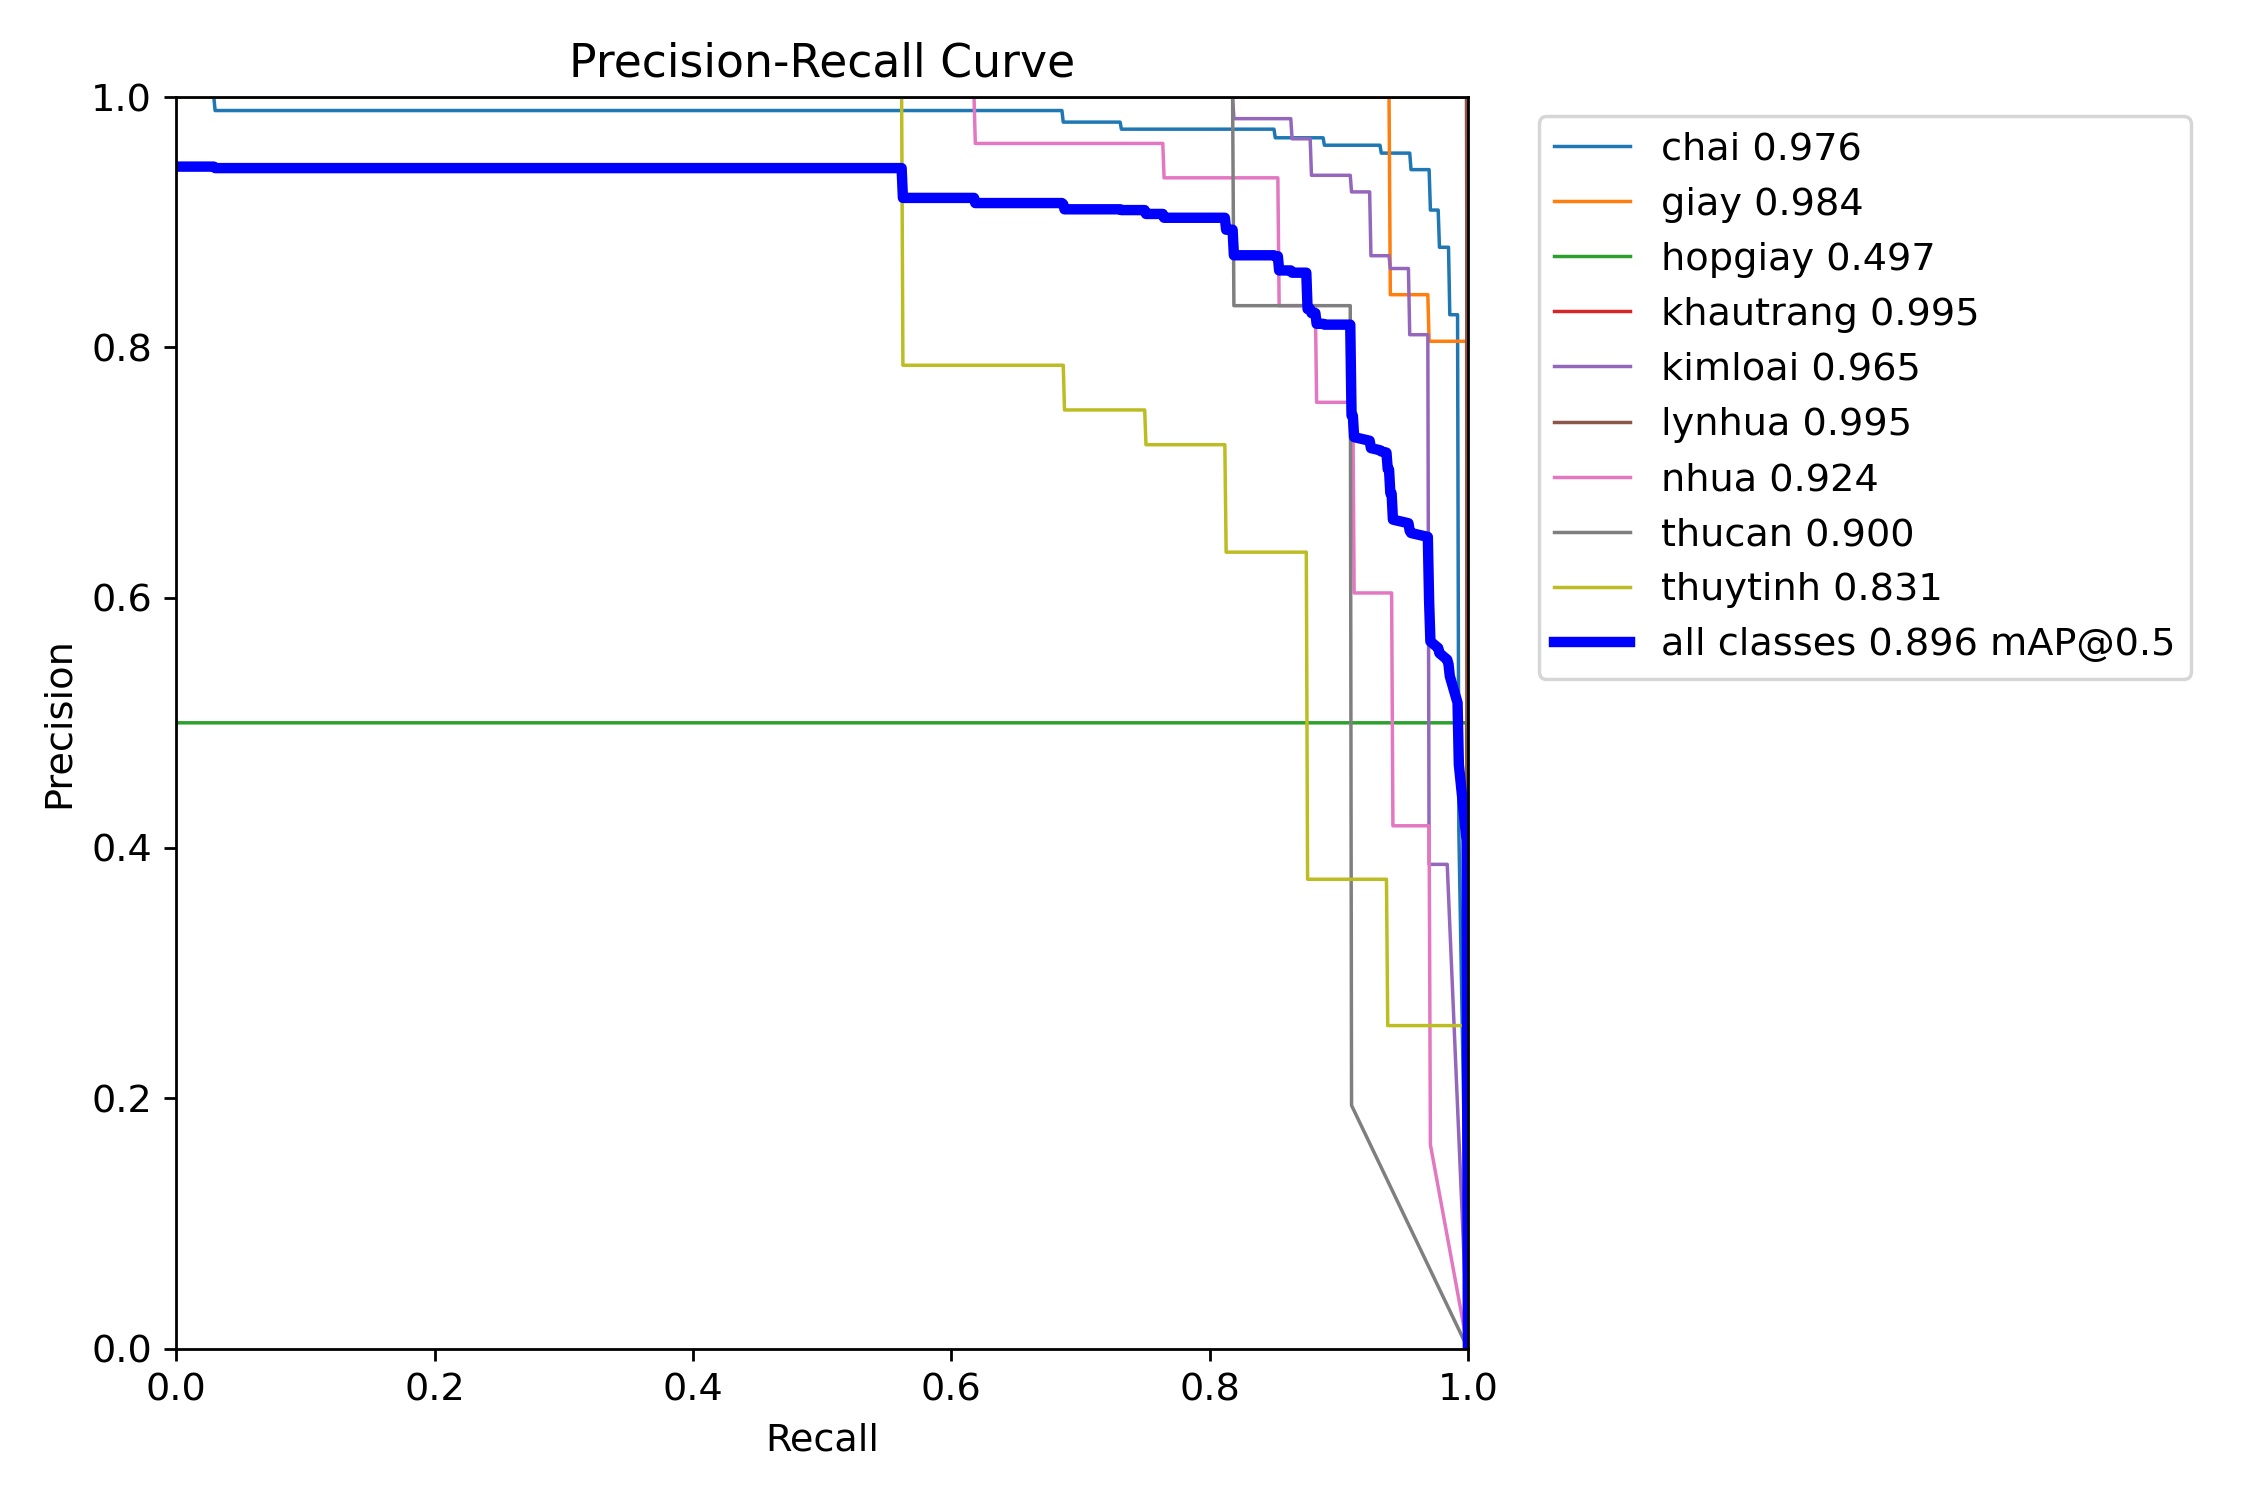 Precision-Recall Curve
1.0
0.8
0.6
0.4
0.2
0.0
Precision
0.0 0.2 0.4 0.6 0.8 1.0
Recall
chai 0.976
giay 0.984
hopgiay 0.497
khautrang 0.995
kimloai 0.965
lynhua 0.995
nhua 0.924
thucan 0.900
thuytinh 0.831
all classes 0.896 mAP@0.5